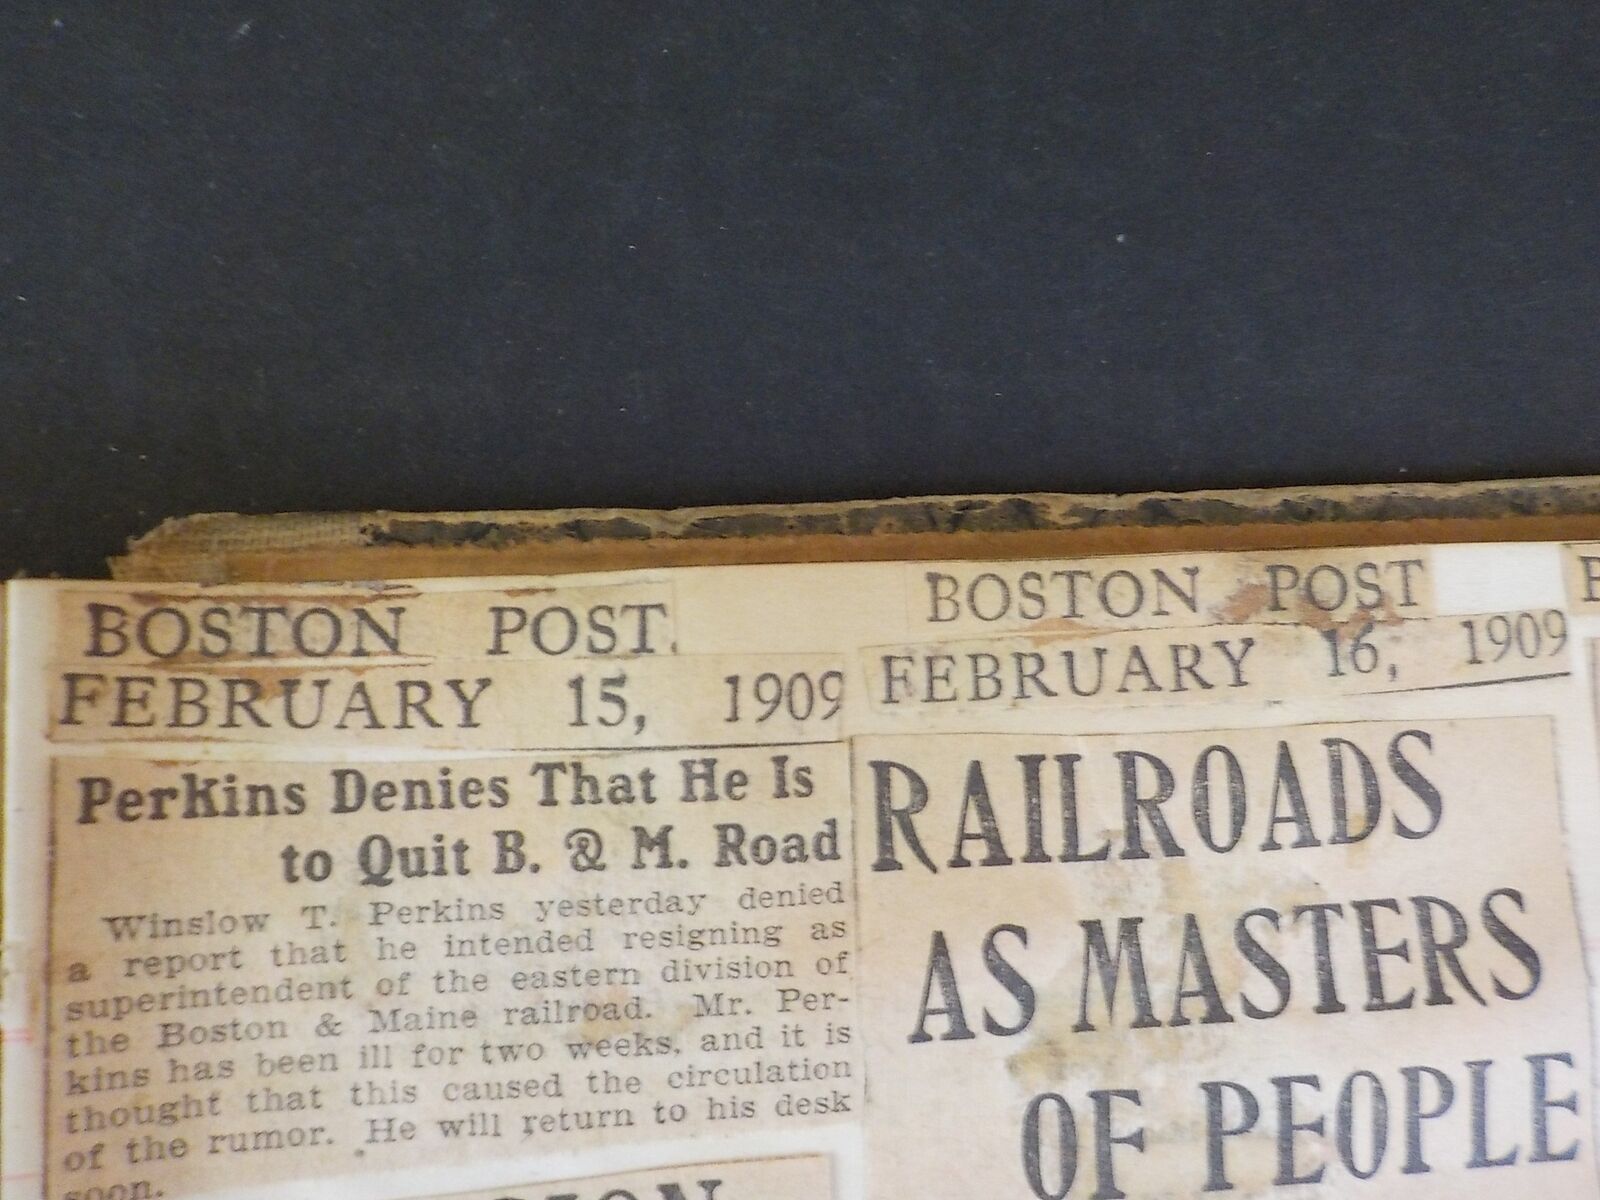 BOSTON POST.
FEBRUARY 15, 1909
Perkins Denies That He Is
to Quit B. & M. Road
Winslow T. Perkins yesterday denied
a report that he intended resigning as
superintendent of the eastern division of
the Boston & Maine railroad. Mr. Per-
kins has been ill for two weeks, and it is
thought that this caused the circulation
of the rumor. He will return to his desk
soon.
BOSTON POST
FEBRUARY 16, 1909
RAILROADS
AS MASTERS
OF PEOPLE